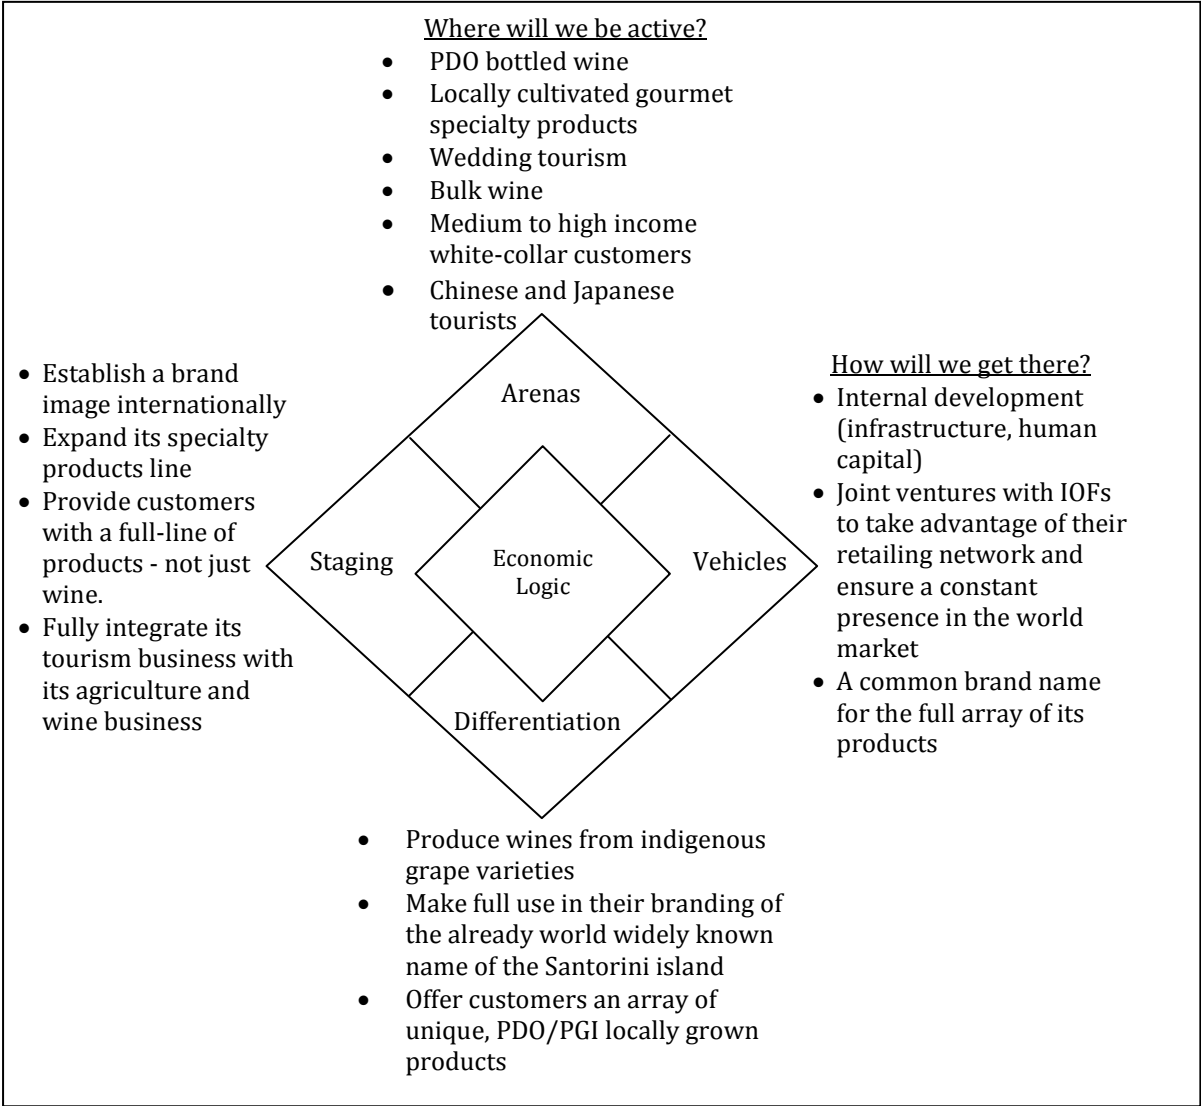 Where will we be active?
• PDO bottled wine
• Locally cultivated gourmet
specialty products
• Wedding tourism
• Bulk wine
• Medium to high income
white-collar customers
• Chinese and Japanese
tourists
Arenas
• Establish a brand
image internationally
• Expand its specialty
products line
• Provide customers
with a full-line of
products - not just
wine.
• Fully integrate its
tourism business with
its agriculture and
wine business
Staging
Economic
Logic
Vehicles
How will we get there?
• Internal development
(infrastructure, human
capital)
• Joint ventures with IOFs
to take advantage of their
retailing network and
ensure a constant
presence in the world
market
• A common brand name
for the full array of its
products
Differentiation
• Produce wines from indigenous
grape varieties
• Make full use in their branding of
the already world widely known
name of the Santorini island
• Offer customers an array of
unique, PDO/PGI locally grown
products